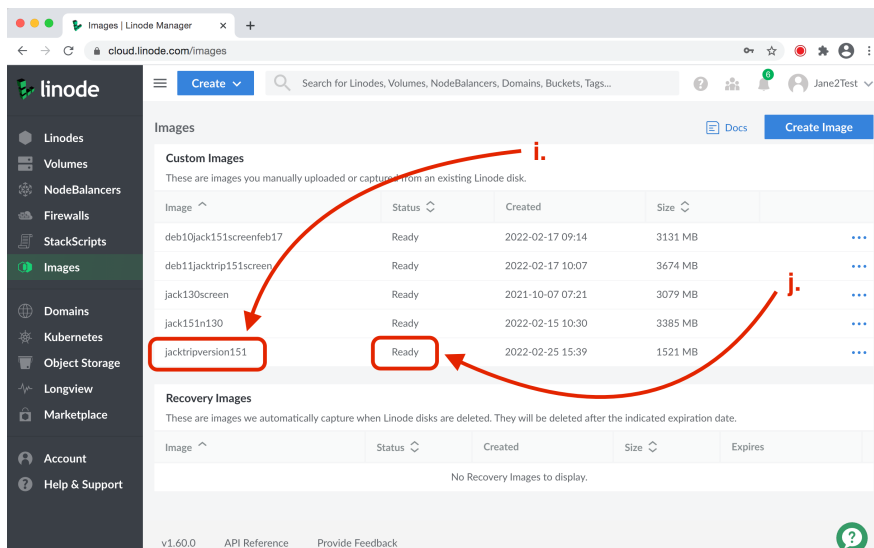 Images | Linode Manager
cloud.linode.com/images
linode
Create
Search for Linodes, Volumes, NodeBalancers, Domains, Buckets, Tags...
6
Jane2Test
Linodes
Volumes
NodeBalancers
Firewalls
StackScripts
Images
Domains
Kubernetes
Object Storage
Longview
Marketplace
Account
Help & Support
Images
Docs
Create Image
i.
Custom Images
These are images you manually uploaded or captured from an existing Linode disk.
Image Status Created Size
deb10jack151screenfeb17 Ready 2022-02-17 09:14 3131 MB
deb11jacktrip151screen Ready 2022-02-17 10:07 3674 MB
j.
jack130screen Ready 2021-10-07 07:21 3079 MB
jack151n130 Ready 2022-02-15 10:30 3385 MB
jacktripversion151 Ready 2022-02-25 15:39 1521 MB
Recovery Images
These are images we automatically capture when Linode disks are deleted. They will be deleted after the indicated expiration date.
Image Status Created Size Expires
No Recovery Images to display.
v1.60.0 API Reference Provide Feedback